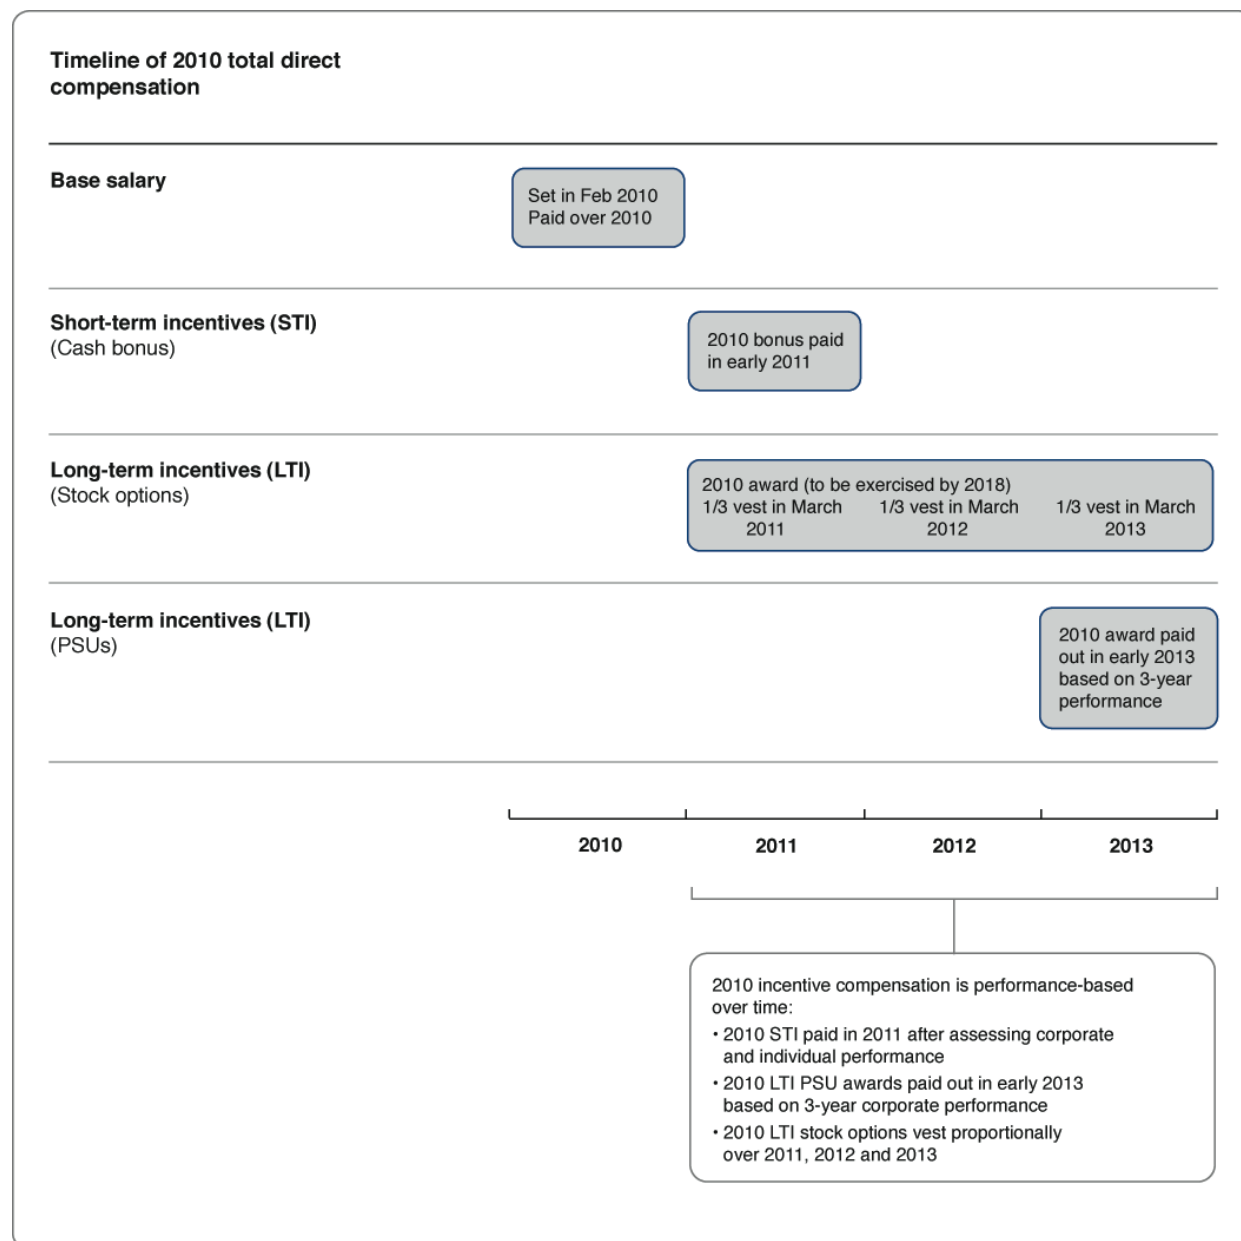 Timeline of 2010 total direct
compensation
Base salary
Set in Feb 2010
Paid over 2010
Short-term incentives (STI)
(Cash bonus)
2010 bonus paid
in early 2011
Long-term incentives (LTI)
(Stock options)
2010 award (to be exercised by 2018)
1/3 vest in March 1/3 vest in March 1/3 vest in March
2011 2012 2013
Long-term incentives (LTI)
(PSUs)
2010 award paid
out in early 2013
based on 3-year
performance
2010 2011 2012 2013
2010 incentive compensation is performance-based
over time:
• 2010 STI paid in 2011 after assessing corporate
and individual performance
• 2010 LTI PSU awards paid out in early 2013
based on 3-year corporate performance
• 2010 LTI stock options vest proportionally
over 2011, 2012 and 2013